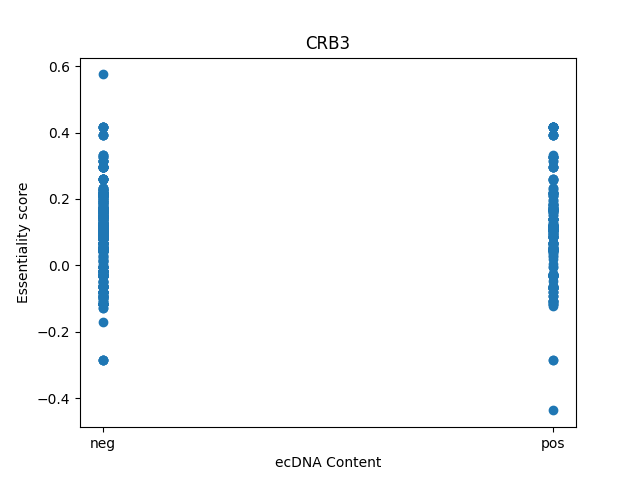 CRB3
Essentiality score
0.6
0.4
0.2
0.0
−0.2
−0.4
neg
pos
ecDNA Content